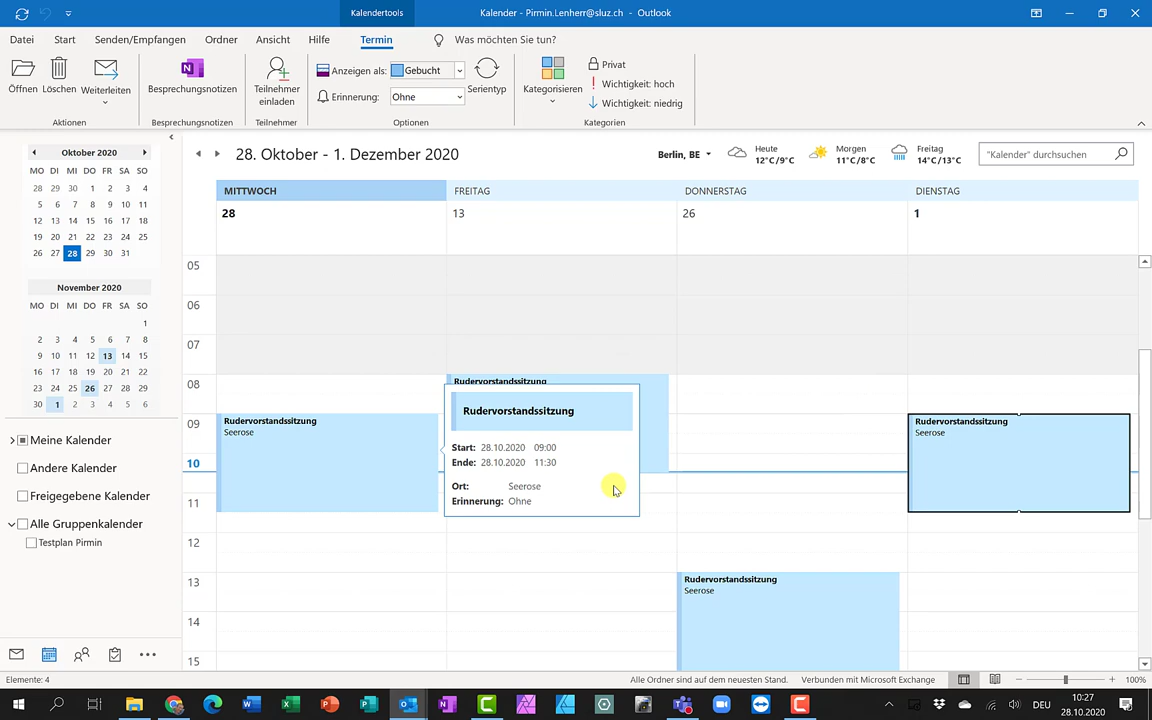 Kalendertools
Kalender - Pirmin.Lenherr@sluz.ch - Outlook
Datei Start Senden/Empfangen Ordner Ansicht Hilfe Termin Was möchten Sie tun?
Öffnen Löschen Weiterleiten
Aktionen
Besprechungsnotizen
Besprechungsnotizen
Teilnehmer
einladen
Teilnehmer
Anzeigen als: Gebucht
Erinnerung: Ohne
Serientyp
Optionen
Kategorisieren
Privat
Wichtigkeit: hoch
Wichtigkeit: niedrig
Kategorien
Oktober 2020
MO DI MI DO FR SA SO
28 29 30 1 2 3 4
5 6 7 8 9 10 11
12 13 14 15 16 17 18
19 20 21 22 23 24 25
26 27 28 29 30 31
November 2020
MO DI MI DO FR SA SO
1
2 3 4 5 6 7 8
9 10 11 12 13 14 15
16 17 18 19 20 21 22
23 24 25 26 27 28 29
30 1 2 3 4 5 6
Meine Kalender
Andere Kalender
Freigegebene Kalender
Alle Gruppenkalender
Testplan Pirmin
28. Oktober - 1. Dezember 2020
Berlin, BE
Heute
12°C/9°C
Morgen
11°C/8°C
Freitag
14°C/13°C
"Kalender" durchsuchen
MITTWOCH FREITAG DONNERSTAG DIENSTAG
28 13 26 1
05
06
07
08
09
10
11
12
13
14
15
Rudervorstandssitzung
Seerose
Rudervorstandssitzung
Rudervorstandssitzung
Start: 28.10.2020 09:00
Ende: 28.10.2020 11:30
Ort: Seerose
Erinnerung: Ohne
Rudervorstandssitzung
Seerose
Rudervorstandssitzung
Seerose
Elemente: 4
Alle Ordner sind auf dem neuesten Stand. Verbunden mit Microsoft Exchange
100%
DEU
10:27
28.10.2020